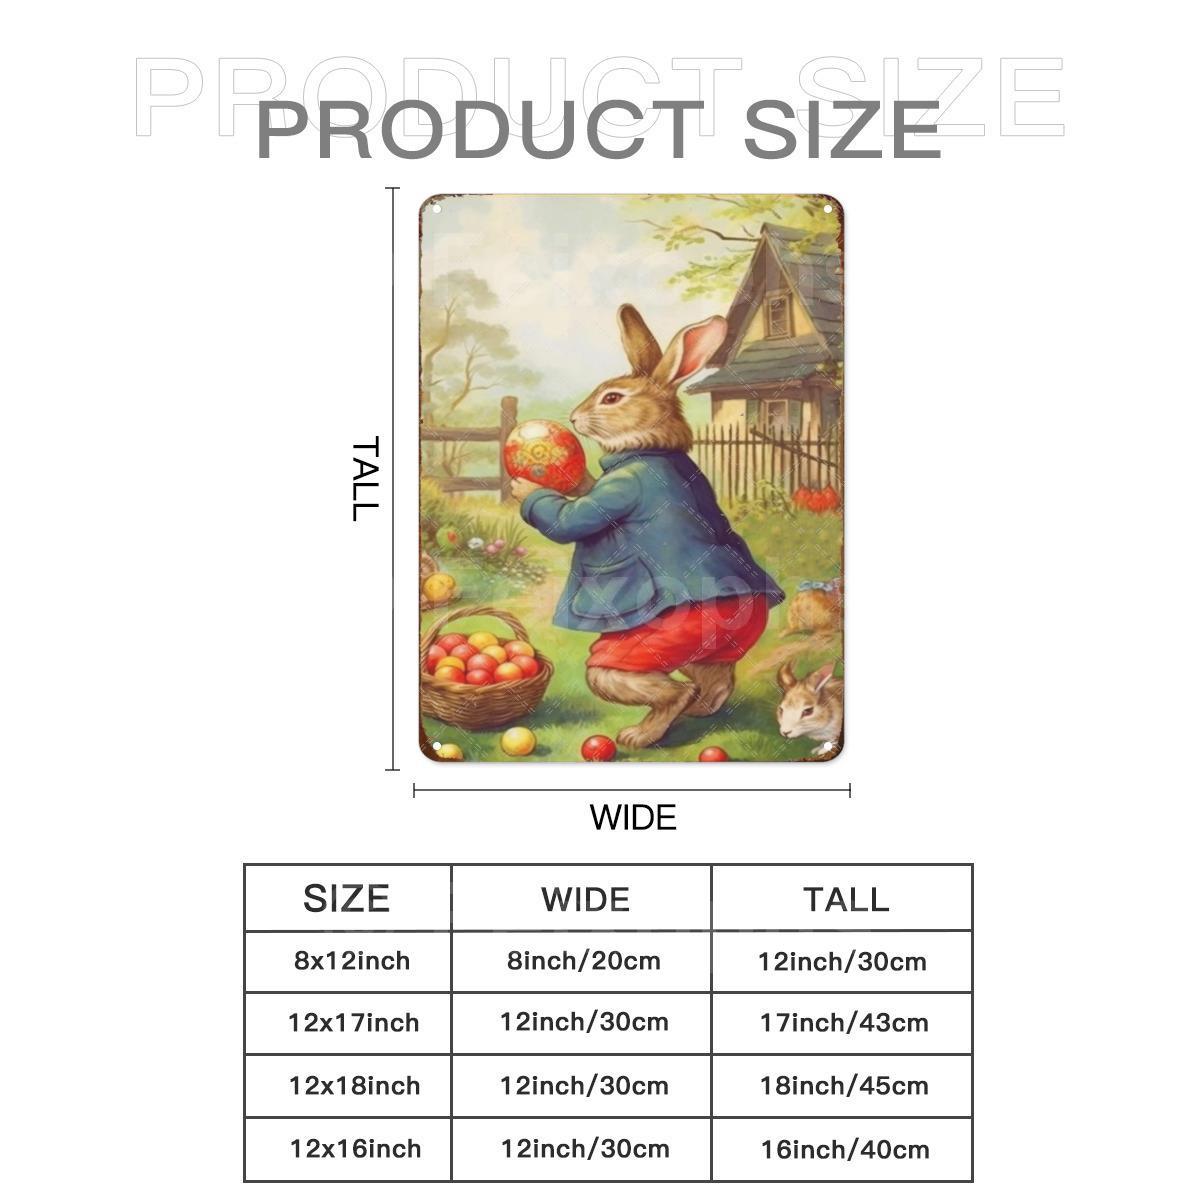 PRODUCT SIZE
PRODUCT SIZE
TALL
WIDE
SIZE WIDE TALL
8x12inch 8inch/20cm 12inch/30cm
12x17inch 12inch/30cm 17inch/43cm
12x18inch 12inch/30cm 18inch/45cm
12x16inch 12inch/30cm 16inch/40cm